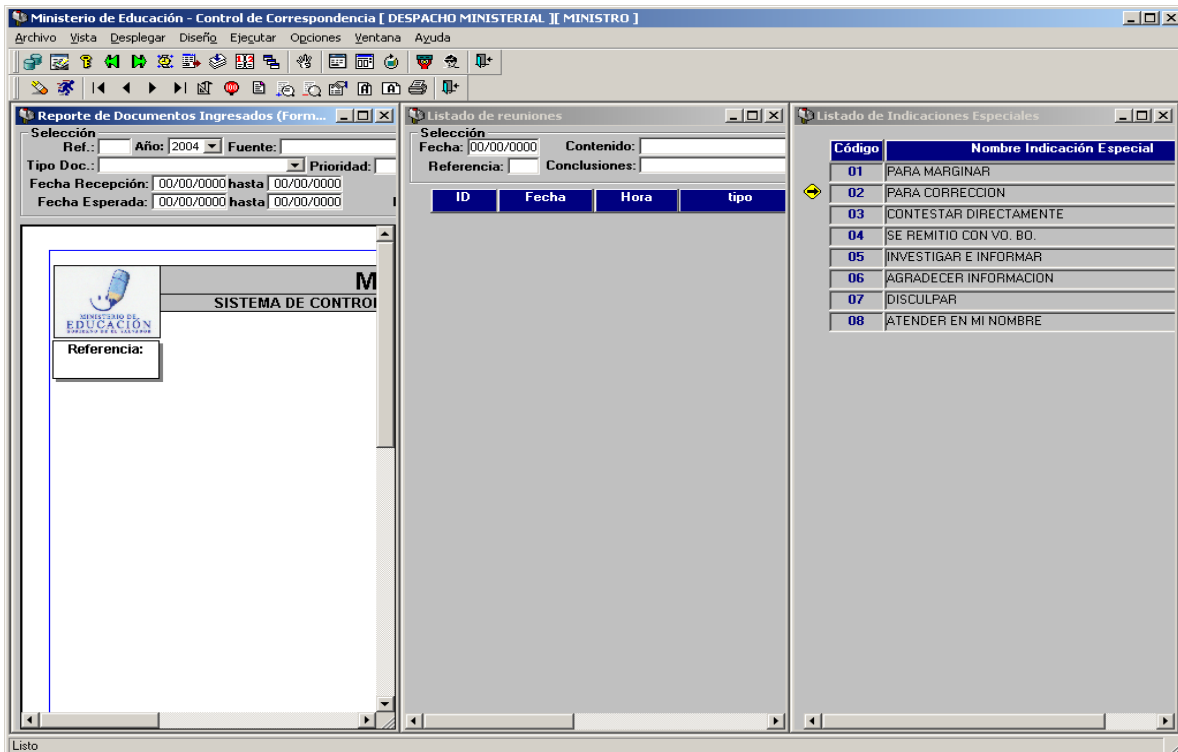 Ministerio de Educación - Control de Correspondencia [ DESPACHO MINISTERIAL ][ MINISTRO ]
Archivo Vista Desplegar Diseño Ejecutar Opciones Ventana Ayuda
Reporte de Documentos Ingresados (Form...
Selección
Ref.: Año: 2004 Fuente:
Tipo Doc.: Prioridad:
Fecha Recepción: 00/00/0000 hasta 00/00/0000
Fecha Esperada: 00/00/0000 hasta 00/00/0000
M
SISTEMA DE CONTROL
MINISTERIO DE
EDUCACIÓN
GOBIERNO DE EL SALVADOR
Referencia:
Listado de reuniones
Selección
Fecha: 00/00/0000 Contenido:
Referencia: Conclusiones:
ID Fecha Hora tipo
Listado de Indicaciones Especiales
Código Nombre Indicación Especial
01 PARA MARGINAR
02 PARA CORRECCION
03 CONTESTAR DIRECTAMENTE
04 SE REMITIO CON VO. BO.
05 INVESTIGAR E INFORMAR
06 AGRADECER INFORMACION
07 DISCULPAR
08 ATENDER EN MI NOMBRE
Listo